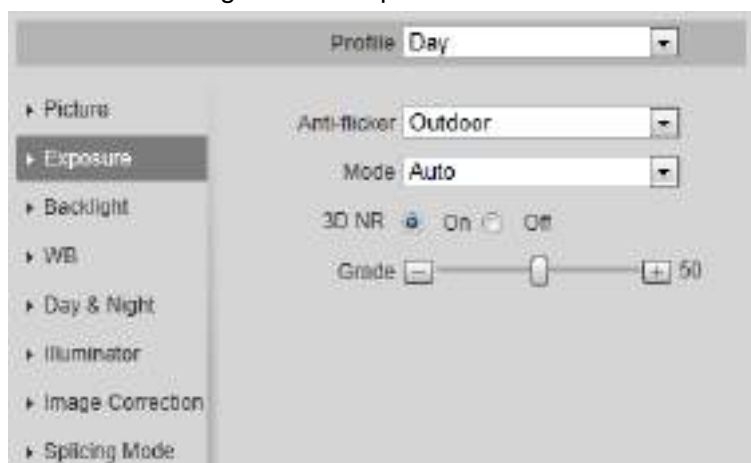 Profile Day
Picture
Exposure
Backlight
WB
Day & Night
Illuminator
Image Correction
Splicing Mode
Anti-flicker Outdoor
Mode Auto
3D NR On Off
Grade - + 50